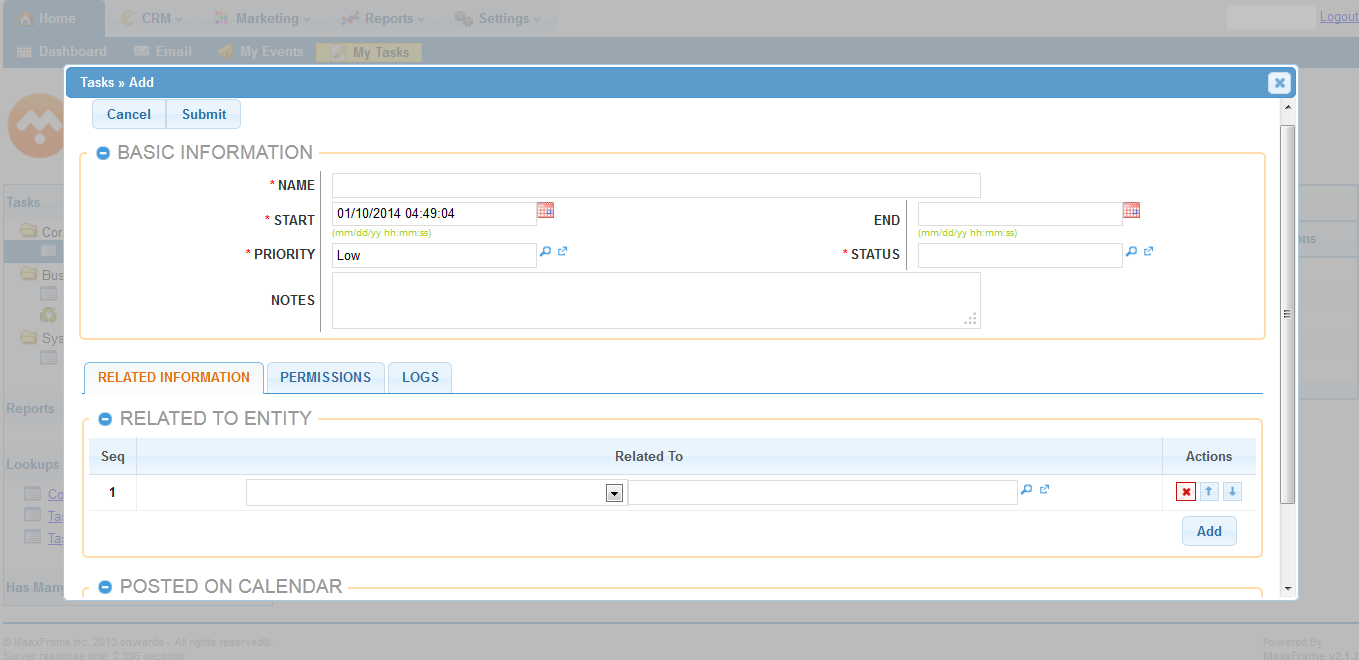 Home CRM Marketing Reports Settings Logout
Dashboard Email My Events My Tasks
Tasks » Add
Cancel Submit
BASIC INFORMATION
* NAME
* START 01/10/2014 04:49:04 END
(mm/dd/yy hh:mm:ss) (mm/dd/yy hh:mm:ss)
* PRIORITY Low * STATUS
NOTES
RELATED INFORMATION PERMISSIONS LOGS
RELATED TO ENTITY
Seq Related To Actions
1
Add
POSTED ON CALENDAR
Tasks
Cor
Bus
Sys
Reports
Lookups
Co
Tas
Tas
Has Many
ons
© MaaxFrame Inc. 2013 onwards - All rights reserved® Powered By
Server response time: 2.396 seconds MaaxFrame v2.1.2